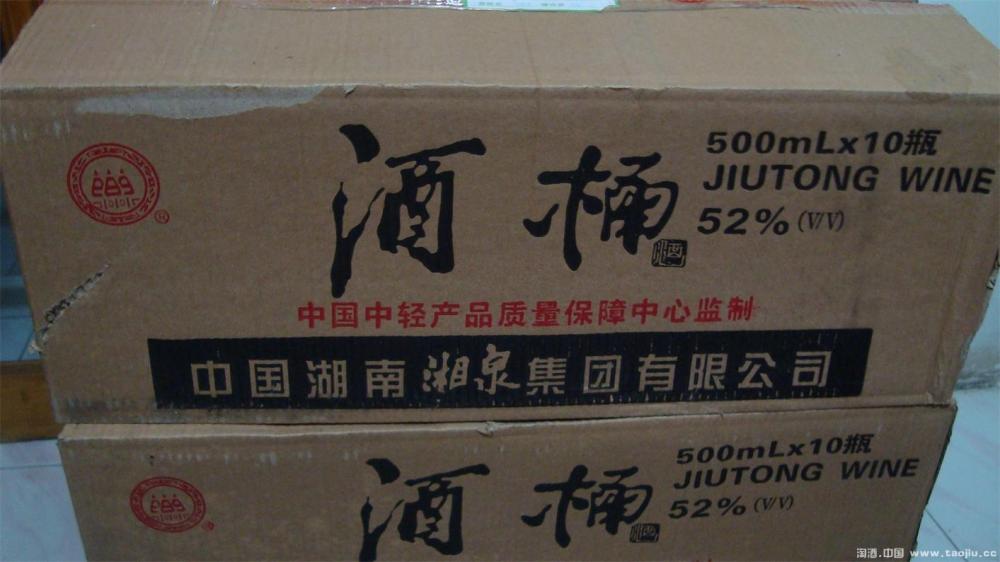 酒桶
500mLx10瓶
JIUTONG WINE
52% (V/V)
中国中轻产品质量保障中心监制
中国湖南湘泉集团有限公司
酒桶
500mLx10瓶
JIUTONG WINE
52% (V/V)
淘酒.中国 www.taojiu.cc